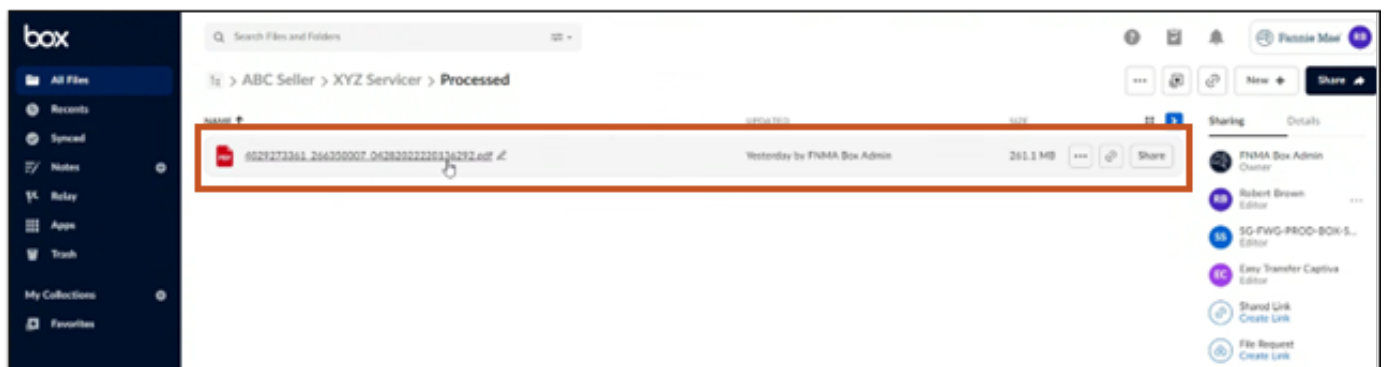 box
Search Files and Folders
Fannie Mae RB
All Files
ABC Seller > XYZ Servicer > Processed
New +
Share
Recents
NAME
UPDATED
SIZE
Sharing
Details
Synced
PDF
Yesterday by FNMA Box Admin
261.1 MB
Share
FNMA Box Admin
Owner
Notes
Relay
RB
Robert Brown
Editor
Apps
SS
SG-FWG-PROD-BOX-S...
Editor
Trash
EC
Easy Transfer Captiva
Editor
My Collections
Shared Link
Create Link
Favorites
File Request
Create Link